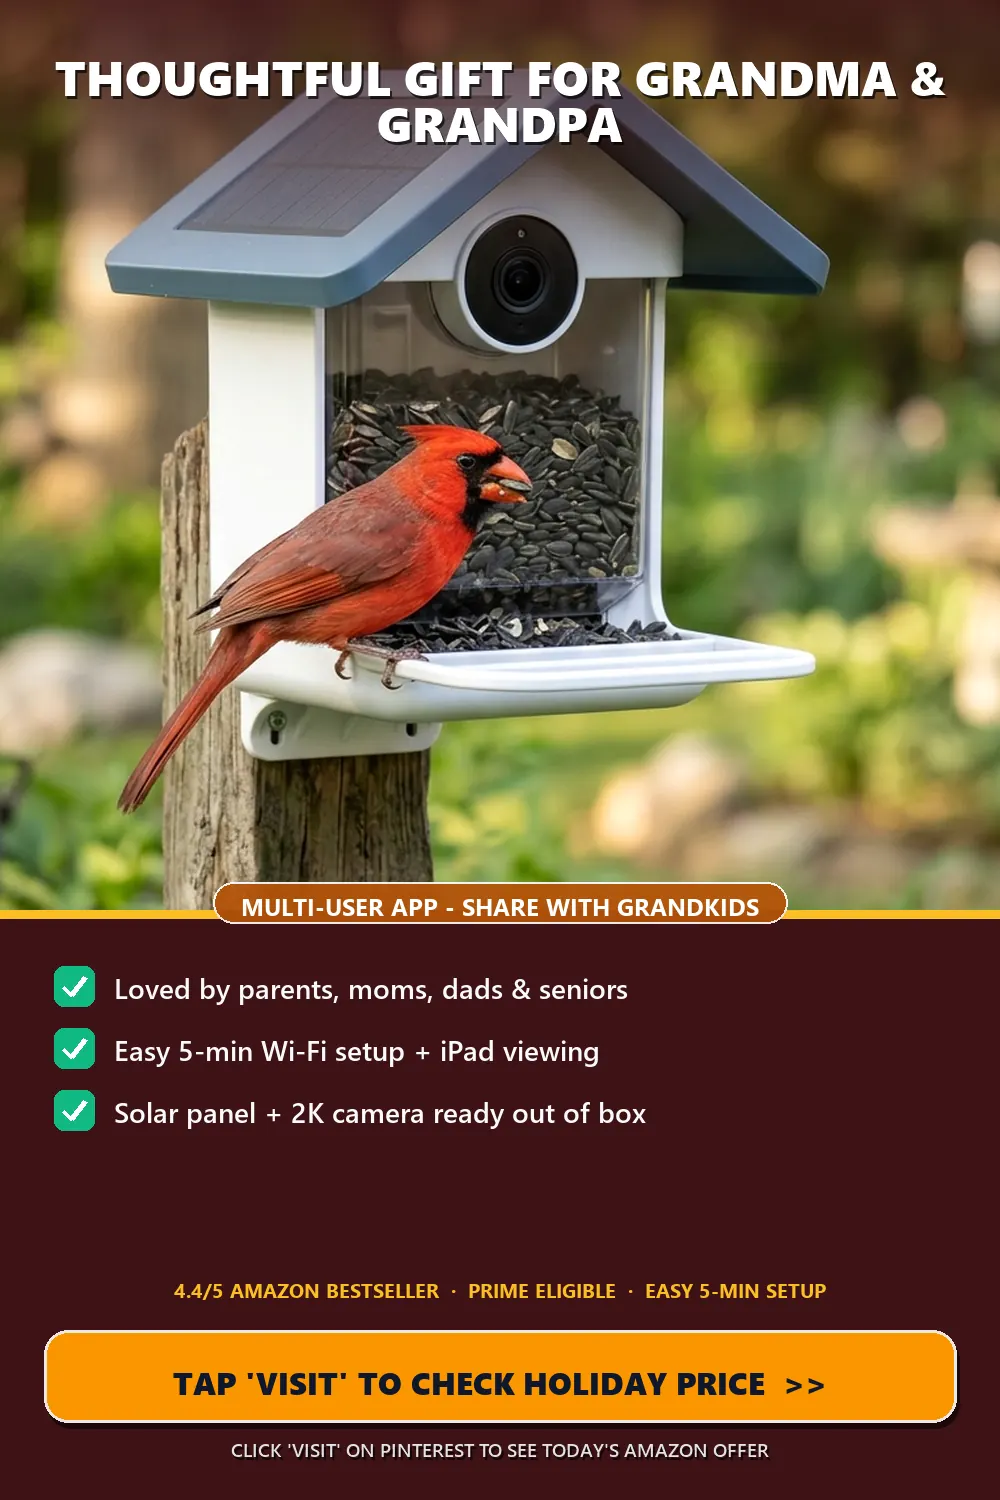 THOUGHTFUL GIFT FOR GRANDMA &
GRANDPA
MULTI-USER APP - SHARE WITH GRANDKIDS
Loved by parents, moms, dads & seniors
Easy 5-min Wi-Fi setup + iPad viewing
Solar panel + 2K camera ready out of box
4.4/5 AMAZON BESTSELLER · PRIME ELIGIBLE · EASY 5-MIN SETUP
TAP 'VISIT' TO CHECK HOLIDAY PRICE >>
CLICK 'VISIT' ON PINTEREST TO SEE TODAY'S AMAZON OFFER